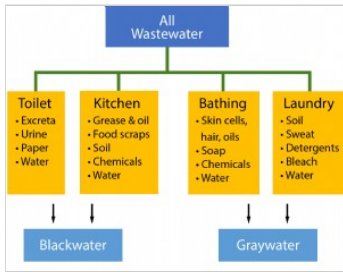 All
Wastewater
Toilet
• Excreta
• Urine
• Paper
• Water
Kitchen
• Grease & oil
• Food scraps
• Soil
• Chemicals
• Water
Bathing
• Skin cells,
hair, oils
• Soap
• Chemicals
• Water
Laundry
• Soil
• Sweat
• Detergents
• Bleach
• Water
Blackwater
Graywater